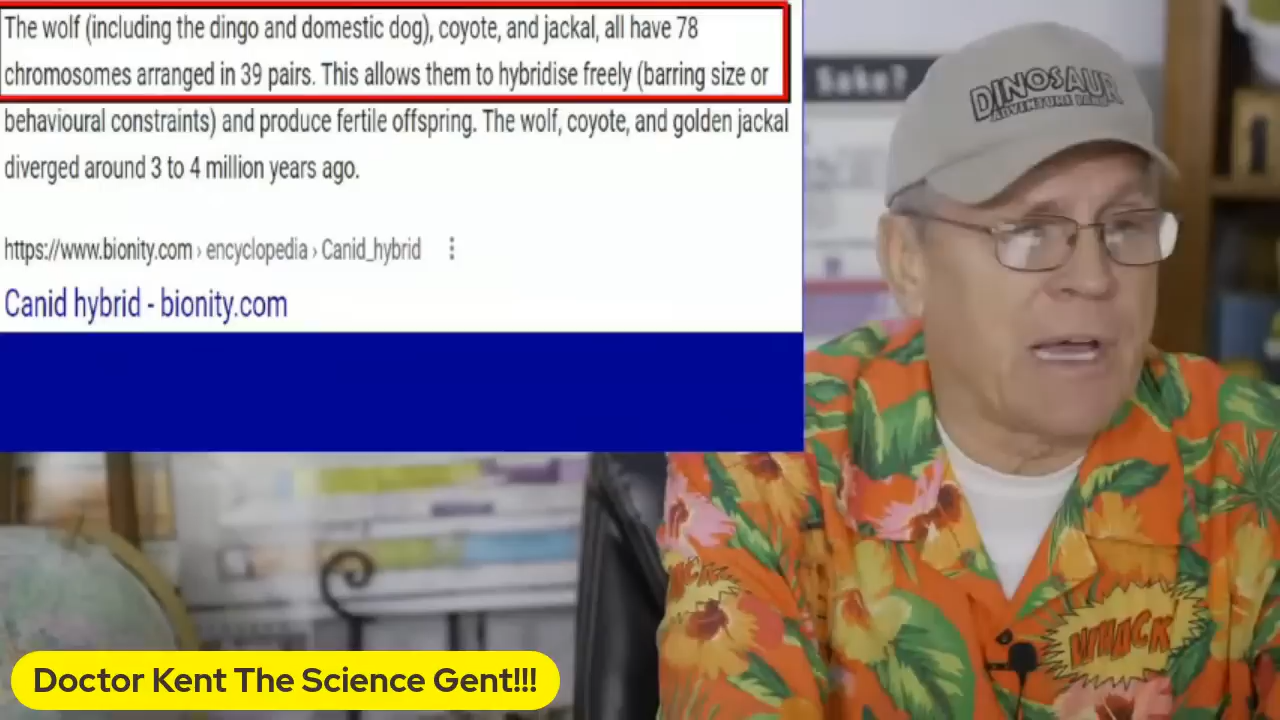 The wolf (including the dingo and domestic dog), coyote, and jackal, all have 78
chromosomes arranged in 39 pairs. This allows them to hybridise freely (barring size or
behavioural constraints) and produce fertile offspring. The wolf, coyote, and golden jackal
diverged around 3 to 4 million years ago.
https://www.bionity.com › encyclopedia › Canid_hybrid
Canid hybrid - bionity.com
Sake?
DINOSAUR
ADVENTURE PARK
WHACK
Doctor Kent The Science Gent!!!